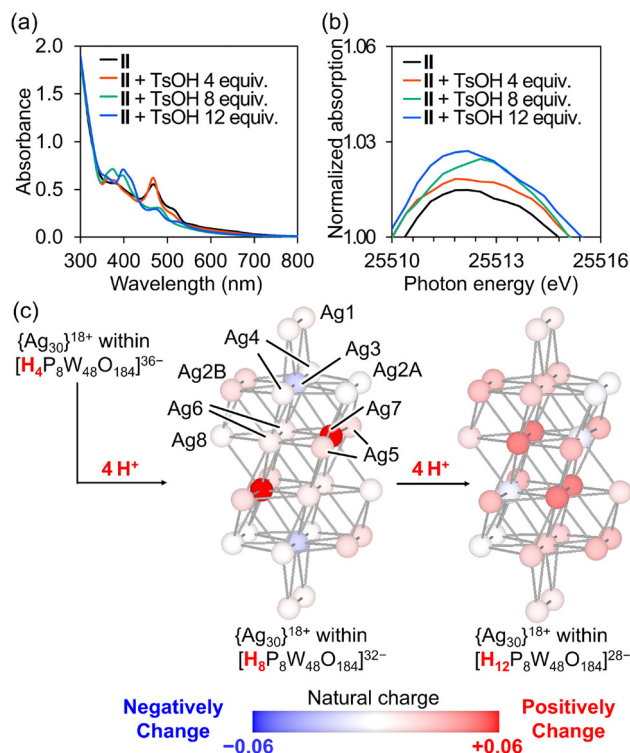 (a)
2.0
1.5
1.0
0.5
0.0
Absorbance
II
II + TsOH 4 equiv.
II + TsOH 8 equiv.
II + TsOH 12 equiv.
300 400 500 600 700 800
Wavelength (nm)
(b)
1.06
1.03
1.00
Normalized absorption
II
II + TsOH 4 equiv.
II + TsOH 8 equiv.
II + TsOH 12 equiv.
25510 25513 25516
Photon energy (eV)
(c)
{Ag30}18+ within
[H4P8W48O184]36−
4 H+
Ag1
Ag4
Ag3
Ag2B
Ag2A
Ag6
Ag7
Ag8
Ag5
4 H+
{Ag30}18+ within
[H8P8W48O184]32−
{Ag30}18+ within
[H12P8W48O184]28−
Negatively
Change
Natural charge
Positively
Change
−0.06
+0.06